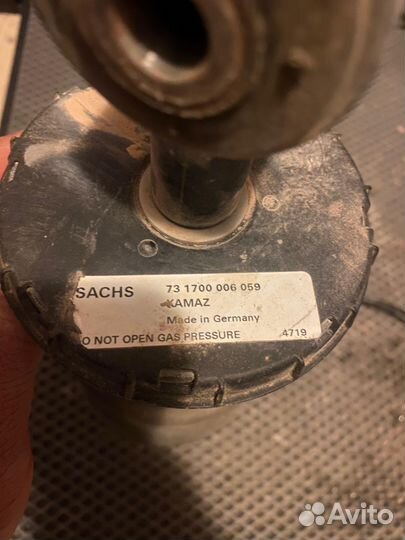 SACHS 73 1700 006 059
KAMAZ
Made in Germany
O NOT OPEN GAS PRESSURE 4719
Avito